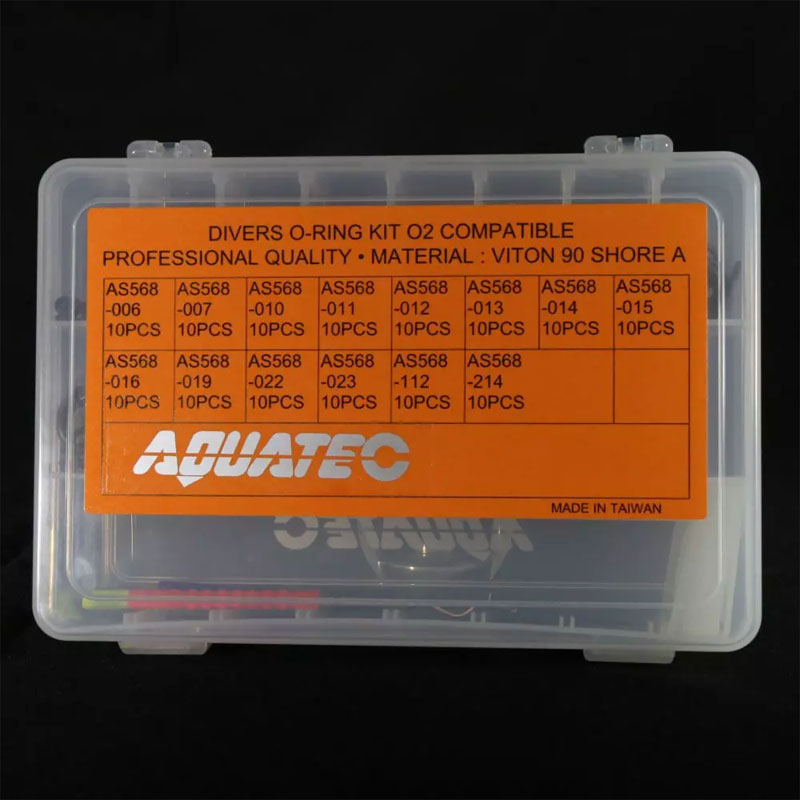 DIVERS O-RING KIT O2 COMPATIBLE
PROFESSIONAL QUALITY • MATERIAL : VITON 90 SHORE A
AS568 AS568 AS568 AS568 AS568 AS568 AS568 AS568
-006 -007 -010 -011 -012 -013 -014 -015
10PCS 10PCS 10PCS 10PCS 10PCS 10PCS 10PCS 10PCS
AS568 AS568 AS568 AS568 AS568 AS568
-016 -019 -022 -023 -112 -214
10PCS 10PCS 10PCS 10PCS 10PCS 10PCS
AQUATEC
MADE IN TAIWAN
AQUATEC